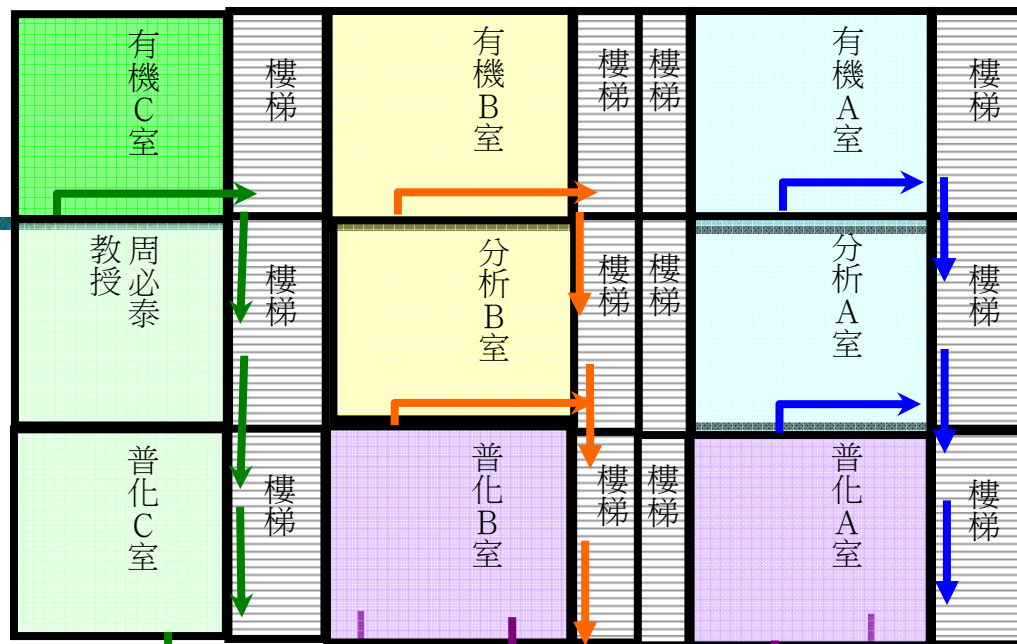 有機C室
樓梯
有機B室
樓梯
樓梯
有機A室
樓梯
周必泰
教授
樓梯
分析B室
樓梯
樓梯
分析A室
樓梯
普化C室
樓梯
普化B室
樓梯
樓梯
普化A室
樓梯